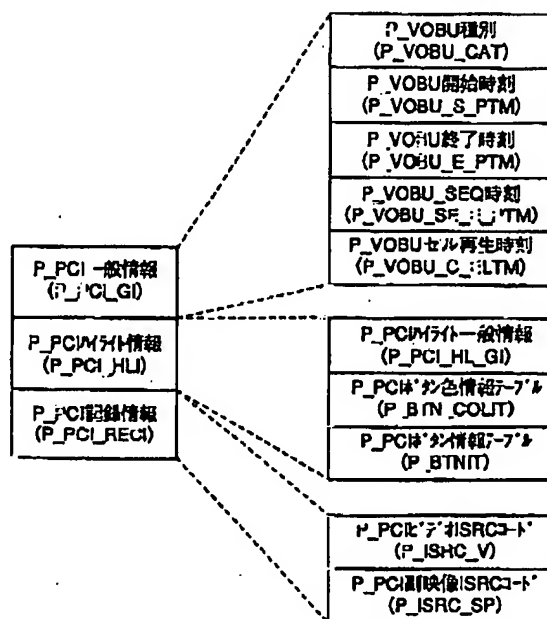 P_PCI一般情報
(P_PCI_GI)
P_PCIハイライト情報
(P_PCI_HLI)
P_PCI記録情報
(P_PCI_RECI)
P_VOBU種別
(P_VOBU_CAT)
P_VOBU開始時刻
(P_VOBU_S_PTM)
P_VOBU終了時刻
(P_VOBU_E_PTM)
P_VOBU_SEQ時刻
P_VOBUセル再生時刻
(P_VOBU_C_ELTM)
P_PCIハイライト一般情報
(P_PCI_HL_GI)
P_PCIボタン色情報テーブル
(P_BTN_COLIT)
P_PCIボタン情報テーブル
(P_BTNIT)
P_PCIビデオISRCコード
(P_ISRC_V)
P_PCI副映像ISRCコード
(P_ISRC_SP)